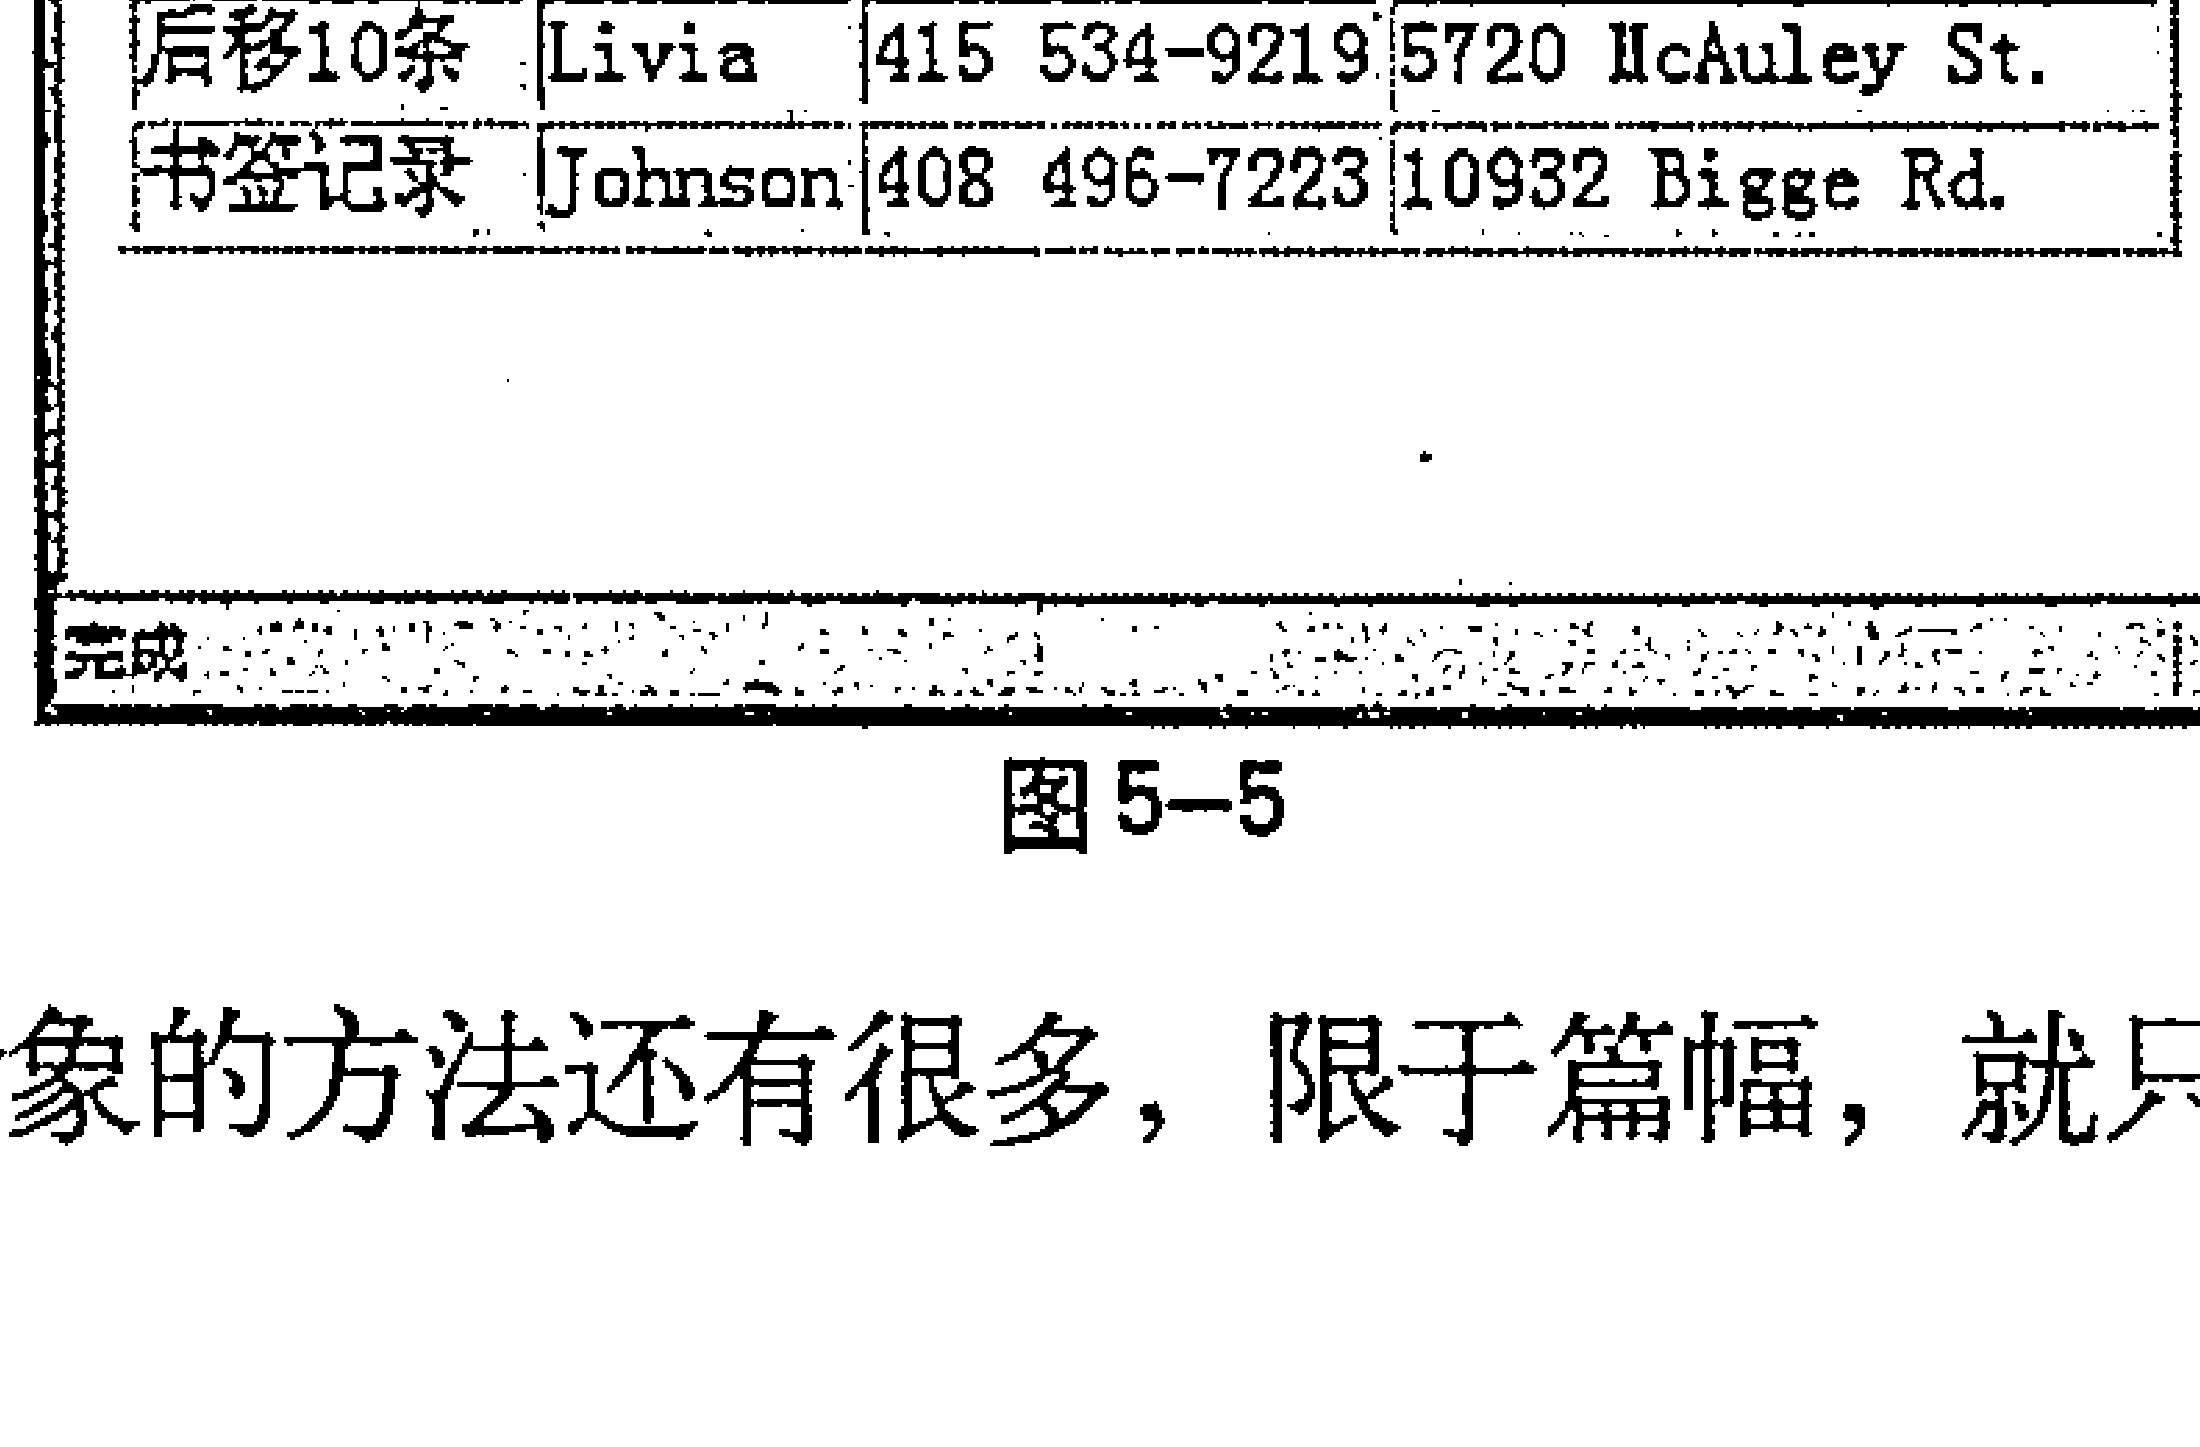 后移10条 Livia 415 534-9219 5720 McAuley St.
书签记录 Johnson 408 496-7223 10932 Bigge Rd.
完成
图 5-5
象的方法还有很多，限于篇幅，就只